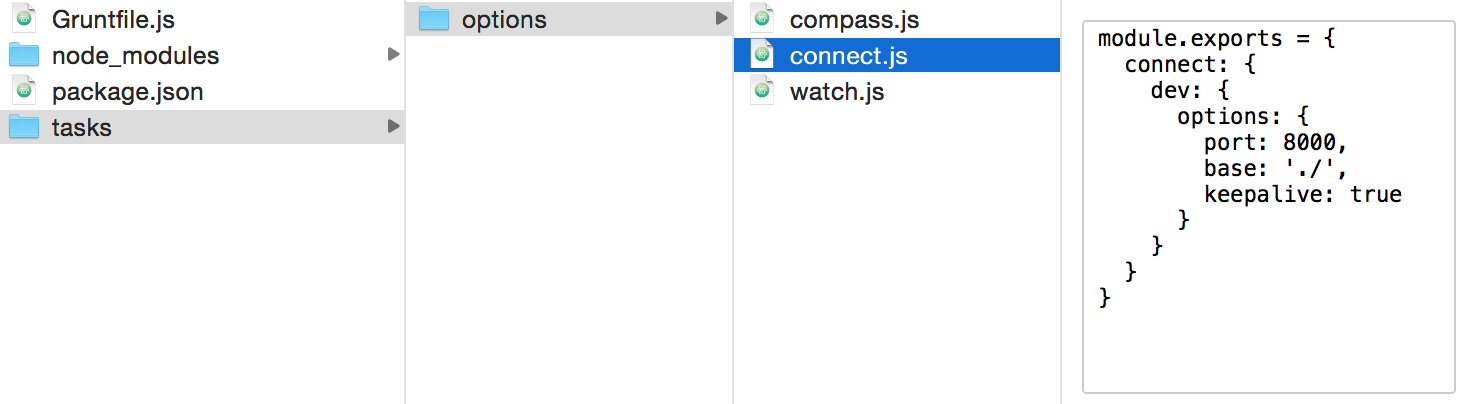 Gruntfile.js
node_modules
package.json
tasks
options
compass.js
connect.js
watch.js
module.exports = {
  connect: {
    dev: {
      options: {
        port: 8000,
        base: './',
        keepalive: true
      }
    }
  }
}